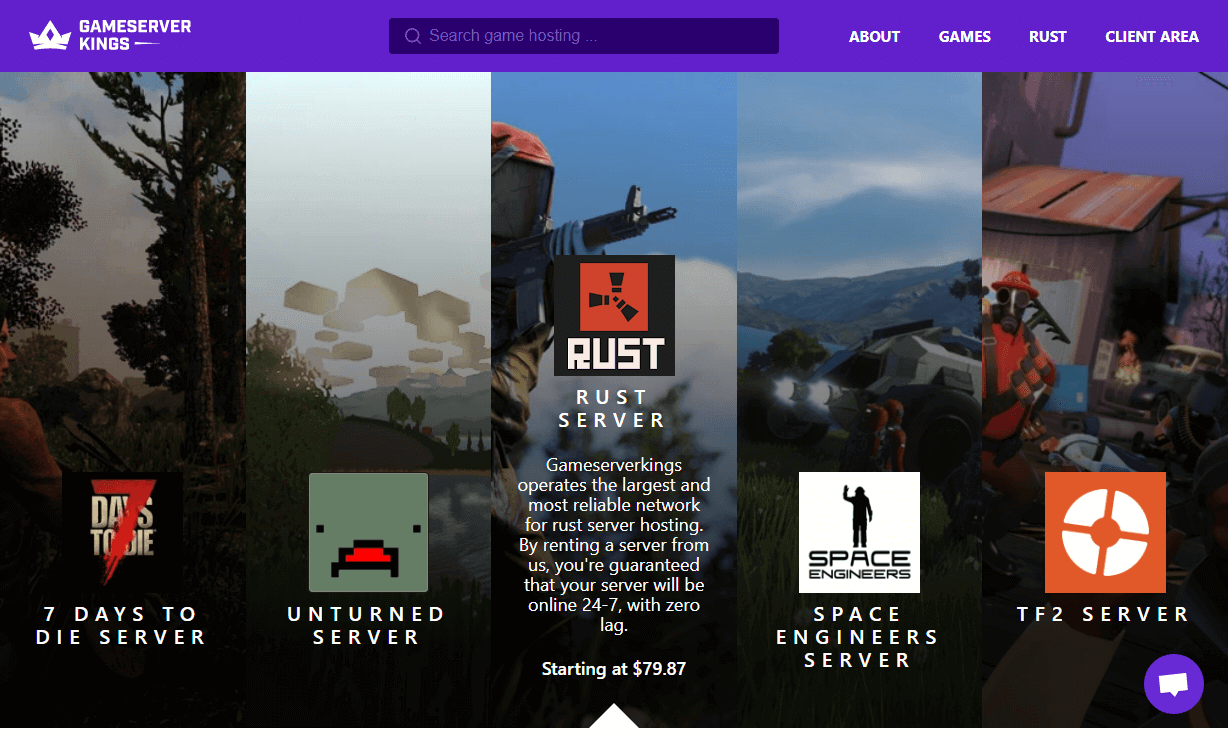 GAMESERVER
KINGS
Search game hosting ...
ABOUT
GAMES
RUST
CLIENT AREA
7
DAYS
TO DIE
7 DAYS TO
DIE SERVER
UNTURNED
SERVER
RUST
RUST
SERVER
Gameserverkings
operates the largest and
most reliable network
for rust server hosting.
By renting a server from
us, you're guaranteed
that your server will be
online 24-7, with zero
lag.
Starting at $79.87
SPACE
ENGINEERS
SPACE
ENGINEERS
SERVER
TF2 SERVER